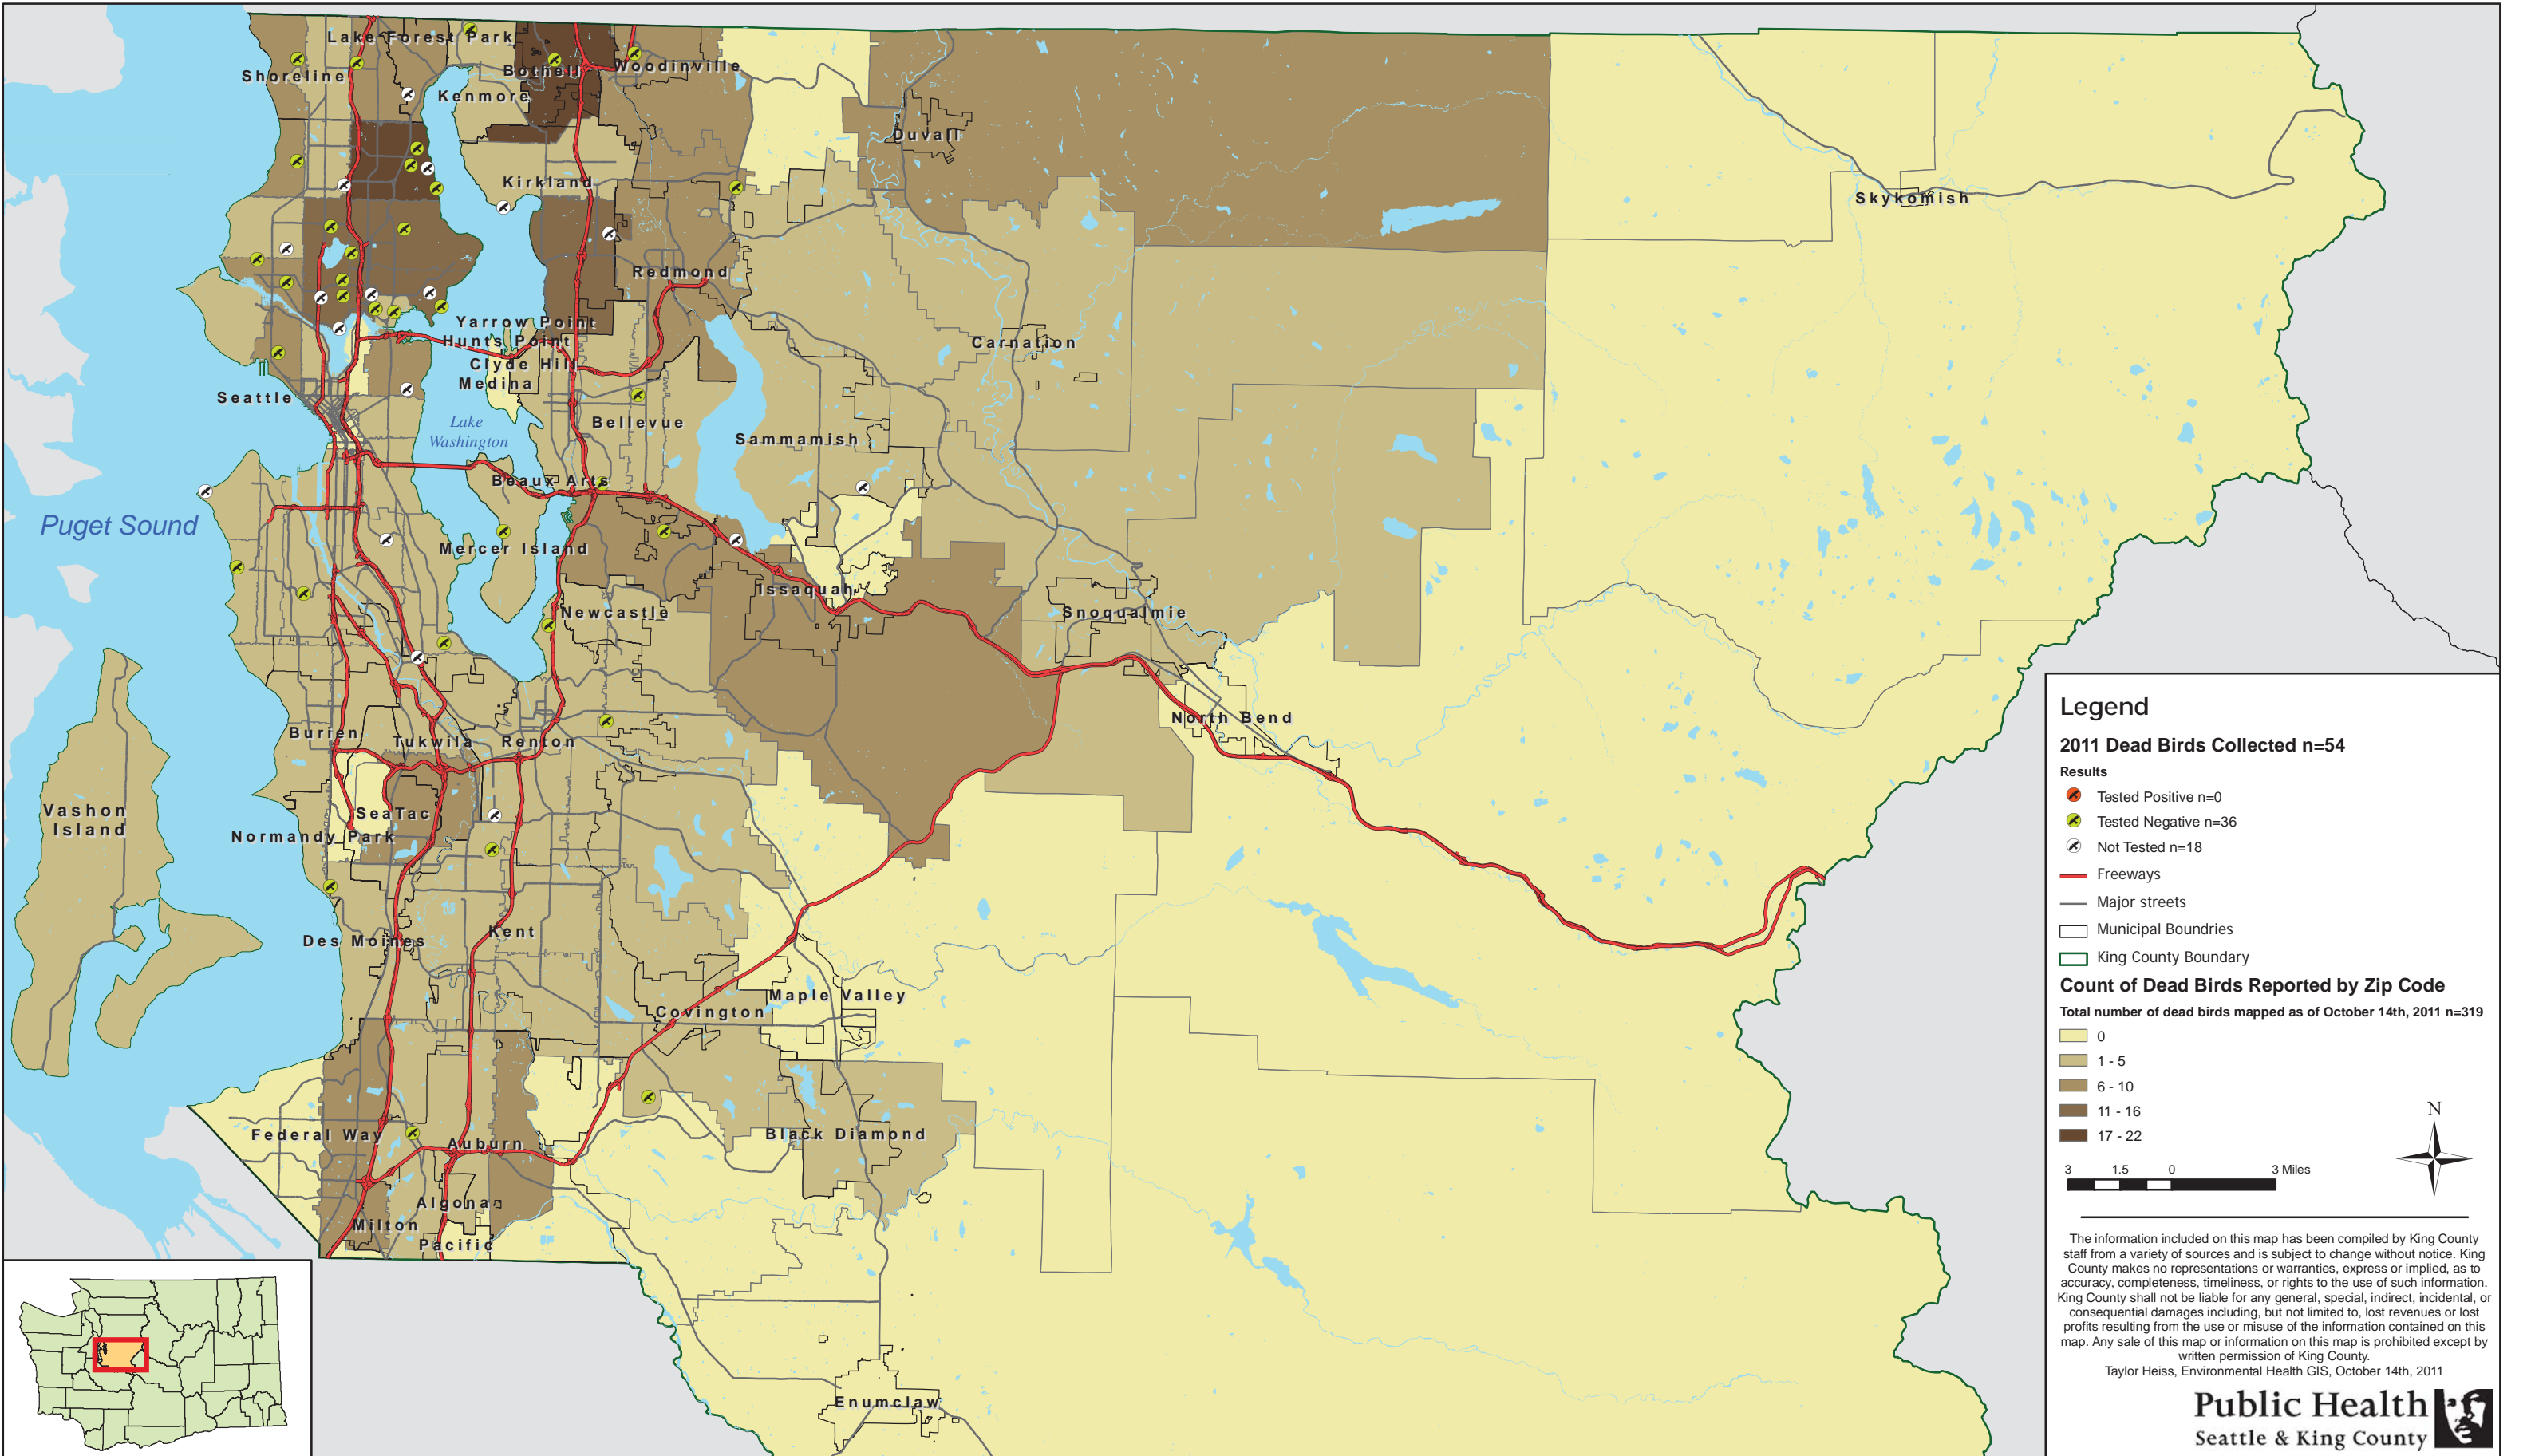 Lake Forest Park
Shoreline
Bothell
Woodinville
Kenmore
Duvall
Kirkland
Skykomish
Redmond
Yarrow Point
Hunts Point
Clyde Hill
Medina
Carnation
Seattle
Lake
Washington
Bellevue
Sammamish
Beaux Arts
Puget Sound
Mercer Island
Issaquah
Newcastle
Snoqualmie
North Bend
Burien
Tukwila
Renton
Vashon
Island
SeaTac
Normandy Park
Des Moines
Kent
Maple Valley
Covington
Federal Way
Auburn
Black Diamond
Algona
Milton
Pacific
Enumclaw
Legend
2011 Dead Birds Collected n=54
Results
Tested Positive n=0
Tested Negative n=36
Not Tested n=18
Freeways
Major streets
Municipal Boundries
King County Boundary
Count of Dead Birds Reported by Zip Code
Total number of dead birds mapped as of October 14th, 2011 n=319
0
1 - 5
6 - 10
11 - 16
17 - 22
N
3 1.5 0 3 Miles
The information included on this map has been compiled by King County
staff from a variety of sources and is subject to change without notice. King
County makes no representations or warranties, express or implied, as to
accuracy, completeness, timeliness, or rights to the use of such information.
King County shall not be liable for any general, special, indirect, incidental, or
consequential damages including, but not limited to, lost revenues or lost
profits resulting from the use or misuse of the information contained on this
map. Any sale of this map or information on this map is prohibited except by
written permission of King County.
Taylor Heiss, Environmental Health GIS, October 14th, 2011
Public Health
Seattle & King County